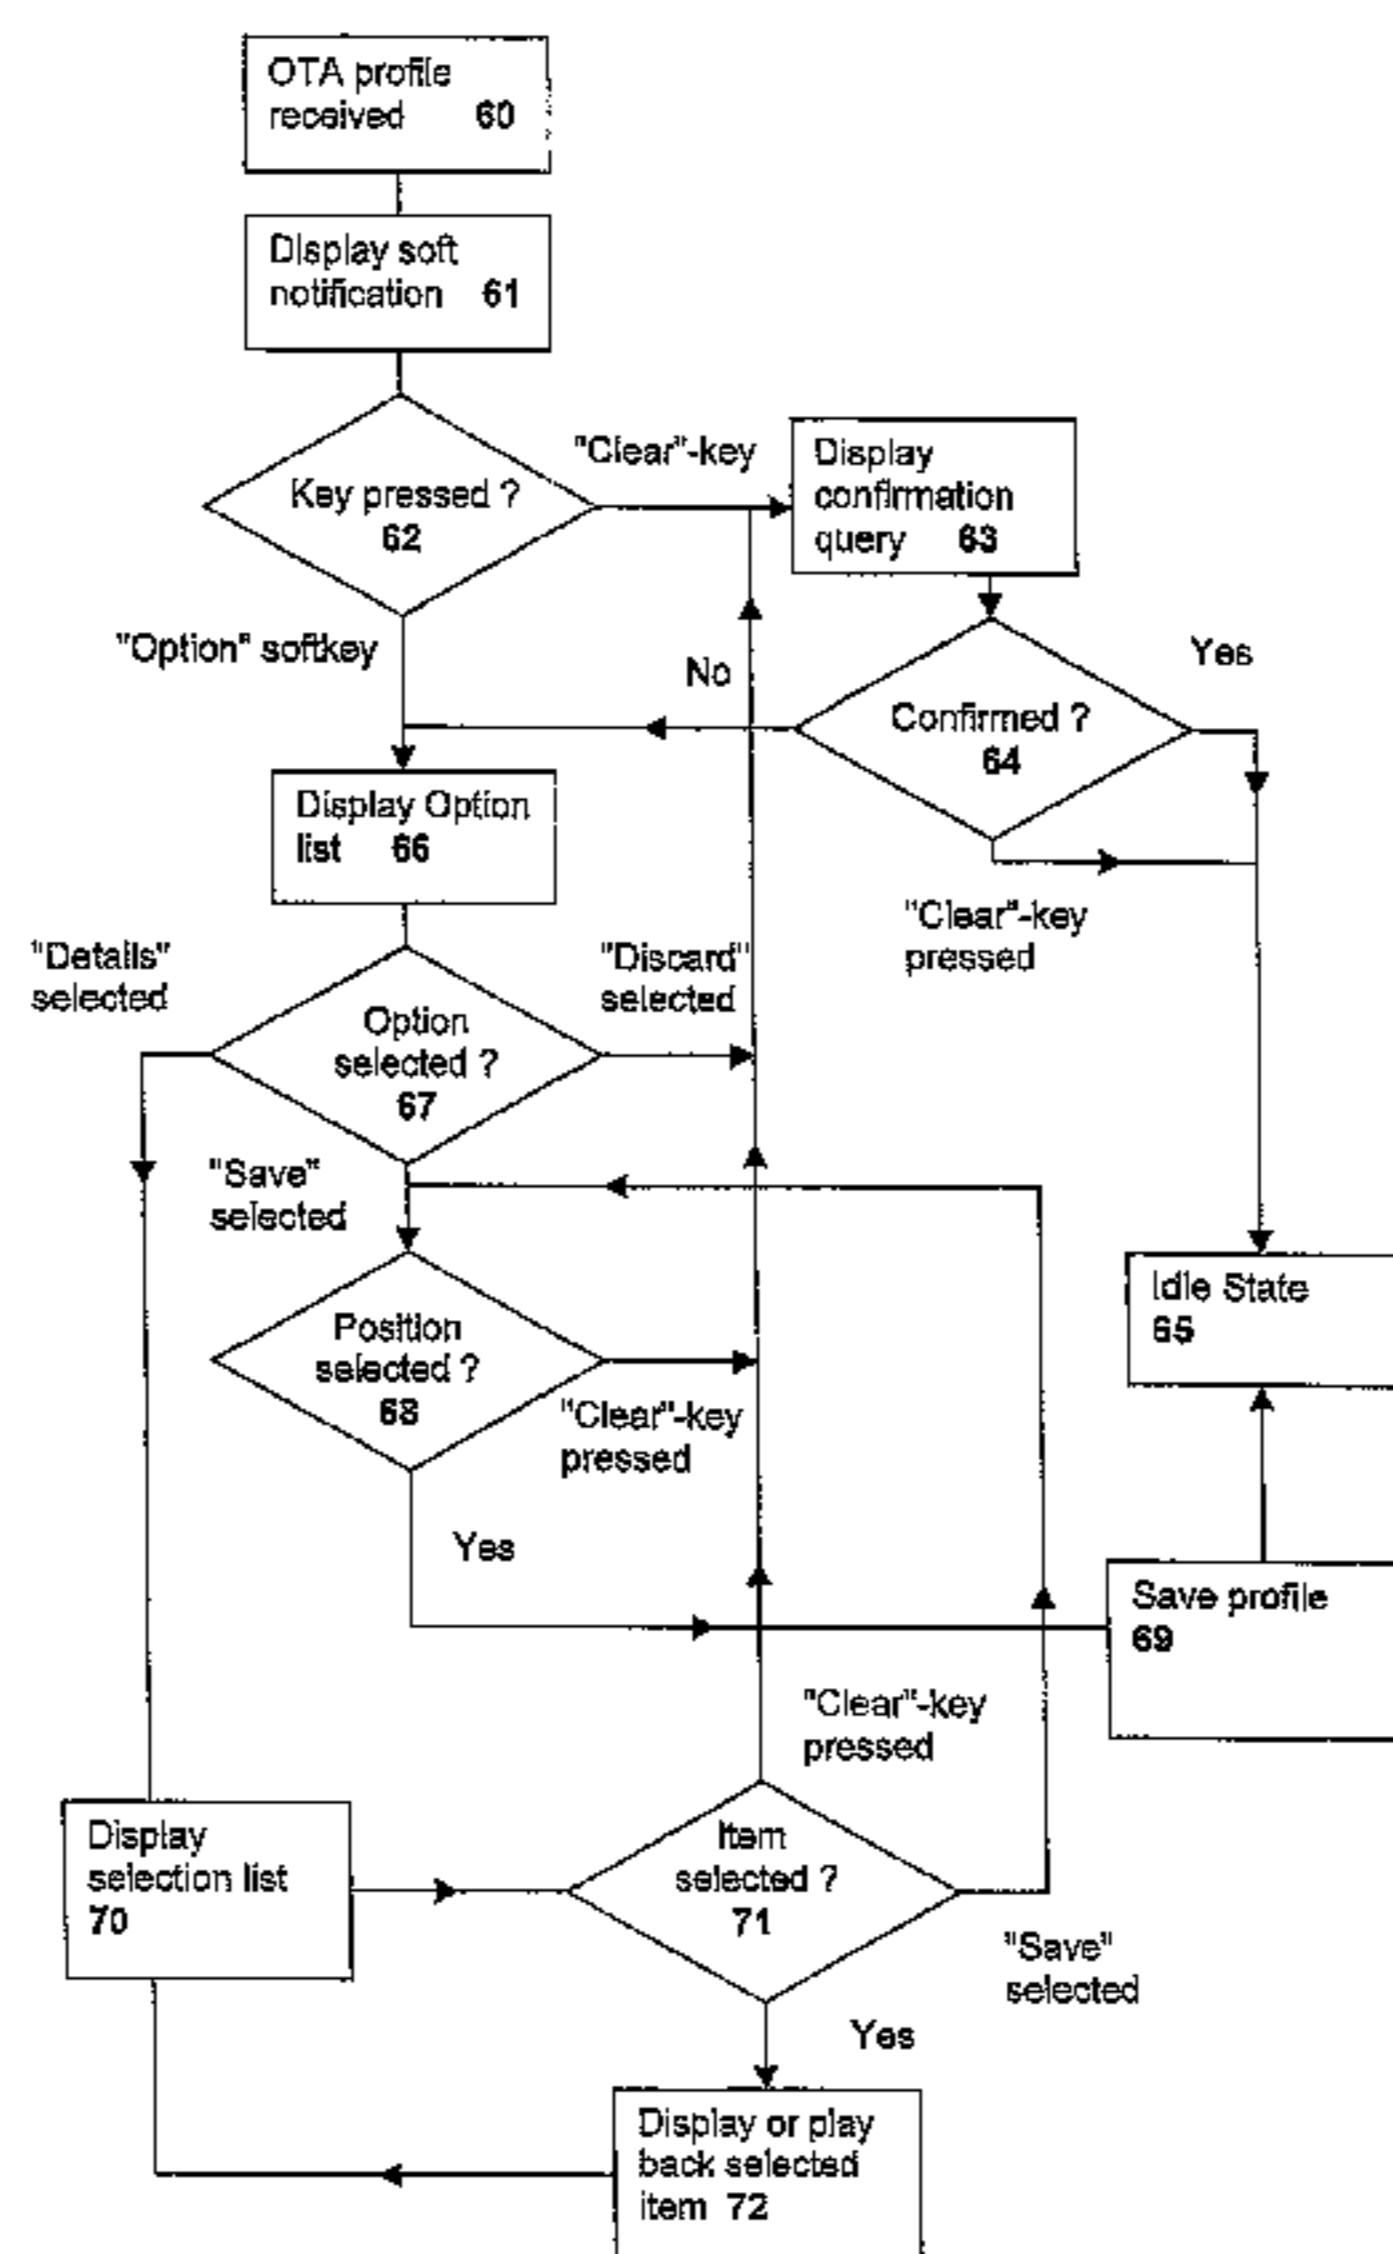 OTA profile
received 60
Display soft
notification 61
Key pressed ?
62
"Clear"-key
Display
confirmation
query 63
"Option" softkey
No
Confirmed ?
64
Yes
Display Option
list 66
"Clear"-key
pressed
"Details"
selected
"Discard"
selected
Option
selected ?
67
"Save"
selected
Idle State
65
Position
selected ?
68
"Clear"-key
pressed
Yes
Save profile
69
"Clear"-key
pressed
Display
selection list
70
Item
selected ?
71
"Save"
selected
Yes
Display or play
back selected
item 72